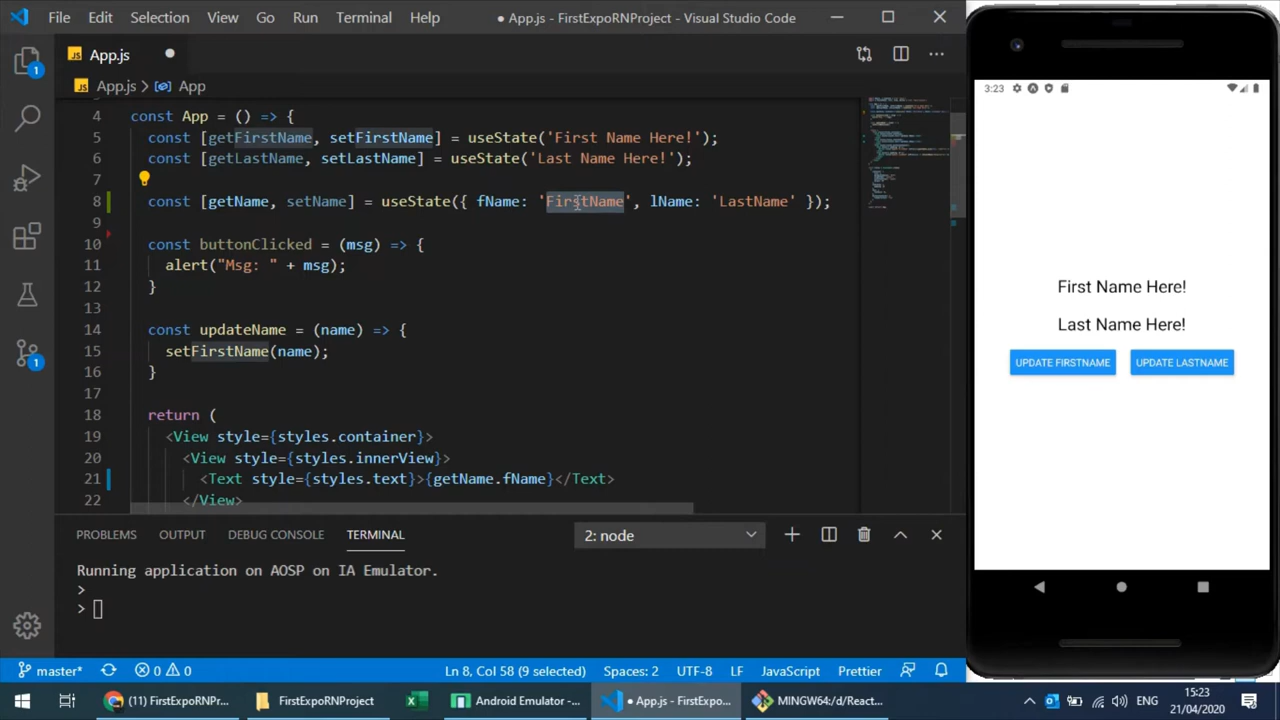 File Edit Selection View Go Run Terminal Help ● App.js - FirstExpoRNProject - Visual Studio Code
JS App.js
JS App.js > App
4 const App = () => {
5 const [getFirstName, setFirstName] = useState('First Name Here!');
6 const [getLastName, setLastName] = useState('Last Name Here!');
7
8 const [getName, setName] = useState({ fName: 'FirstName', lName: 'LastName' });
9
10 const buttonClicked = (msg) => {
11 alert("Msg: " + msg);
12 }
13
14 const updateName = (name) => {
15 setFirstName(name);
16 }
17
18 return (
19 <View style={styles.container}>
20 <View style={styles.innerView}>
21 <Text style={styles.text}>{getName.fName}</Text>
22 </View>
1
1
PROBLEMS OUTPUT DEBUG CONSOLE TERMINAL 2: node
Running application on AOSP on IA Emulator.
>
>
master* 0 0 Ln 8, Col 58 (9 selected) Spaces: 2 UTF-8 LF JavaScript Prettier
(11) FirstExpoRNPr... FirstExpoRNProject Android Emulator -... ● App.js - FirstExpo... MINGW64:/d/React... ENG 15:23
21/04/2020
3:23
First Name Here!
Last Name Here!
UPDATE FIRSTNAME UPDATE LASTNAME